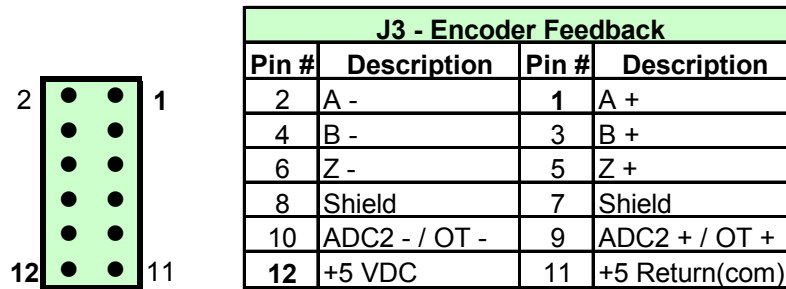 J3 - Encoder Feedback
Pin # Description Pin # Description
2 1 2 A - 1 A +
4 B - 3 B +
6 Z - 5 Z +
8 Shield 7 Shield
10 ADC2 - / OT - 9 ADC2 + / OT +
12 11 12 +5 VDC 11 +5 Return(com)